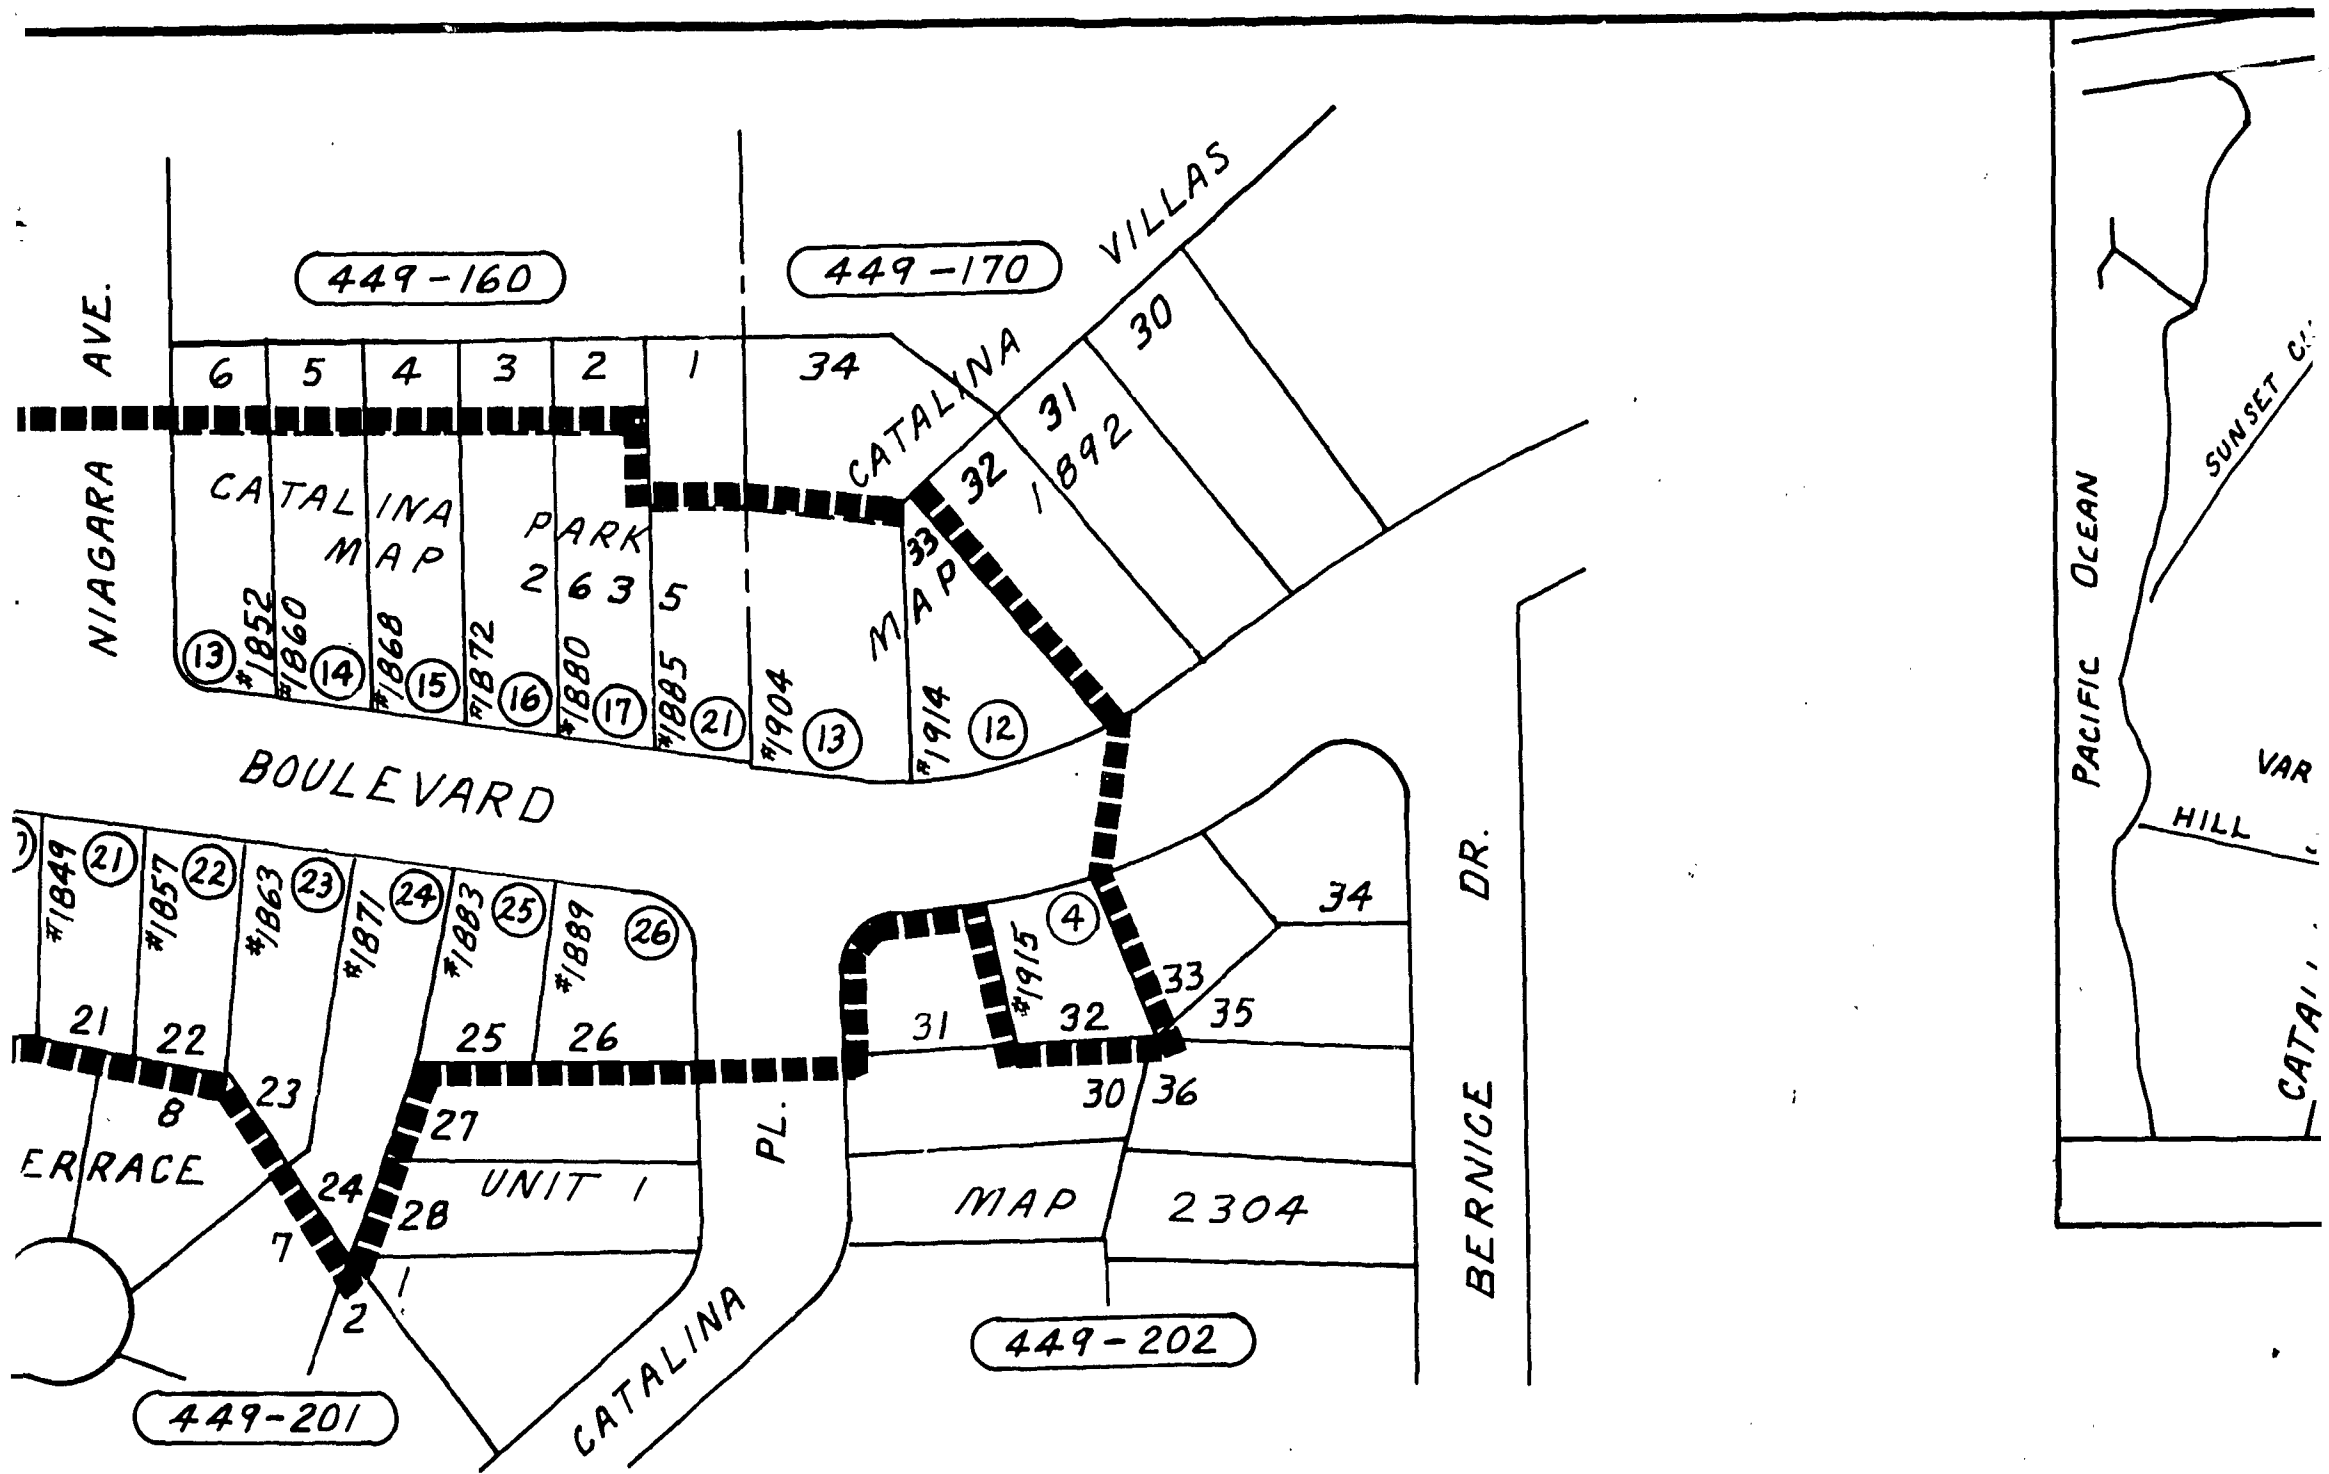 449-160
449-170
VILLAS
CATALINA
NIAGARA AVE.
6 5 4 3 2 1 34
30
31
32
33
1892
MAP
CATALINA PARK
MAP 2635
#1852 #1860 #1868 #1872 #1880 #1885 #1904 #1914
13 14 15 16 17 21 13 12
BOULEVARD
21 22 23 24 25 26
#1849 #1857 #1863 #1871 #1883 #1889
4
#1915
34
21 22 23 24 25 26
31 32 33 35
30 36
8
7
27
28
1
2
ERRACE
UNIT 1
MAP 2304
CATALINA PL.
BERNICE DR.
449-201
449-202
PACIFIC OCEAN
SUNSET
HILL
VAR